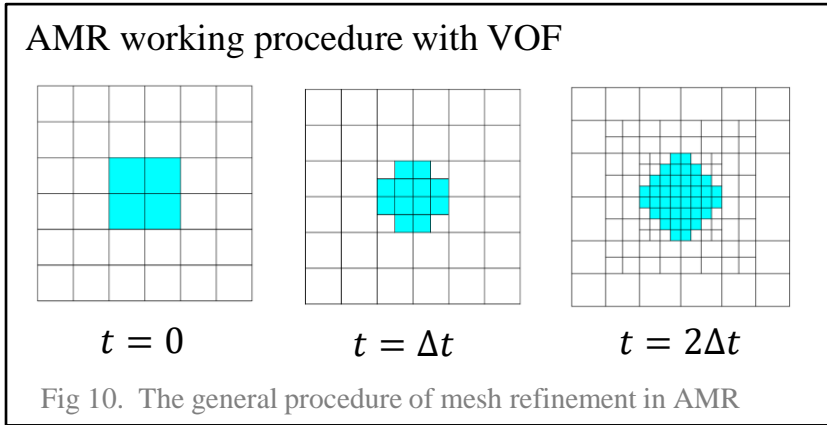 AMR working procedure with VOF
t = 0
t = Δt
t = 2Δt
Fig 10. The general procedure of mesh refinement in AMR